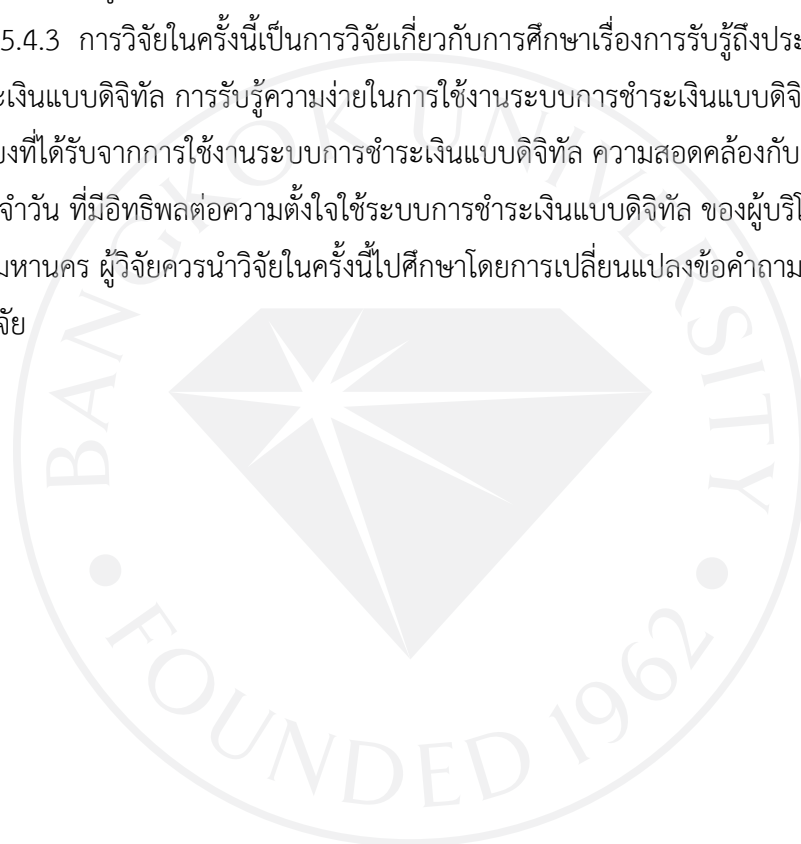 5.4.3 การวิจัยในครั้งนี้เป็นการวิจัยเกี่ยวกับการศึกษาเรื่องการรับรู้ถึงประ
ะเงินแบบดิจิทัล การรับรู้ความง่ายในการใช้งานระบบการชำระเงินแบบดิจิ
ยงที่ได้รับจากการใช้งานระบบการชำระเงินแบบดิจิทัล ความสอดคล้องกับ
จำวัน ที่มีอิทธิพลต่อความตั้งใจใช้ระบบการชำระเงินแบบดิจิทัล ของผู้บริโ
มหานคร ผู้วิจัยควรนำวิจัยในครั้งนี้ไปศึกษาโดยการเปลี่ยนแปลงข้อคำถาม
จัย
BANGKOK UNIVERSITY
FOUNDED 1962